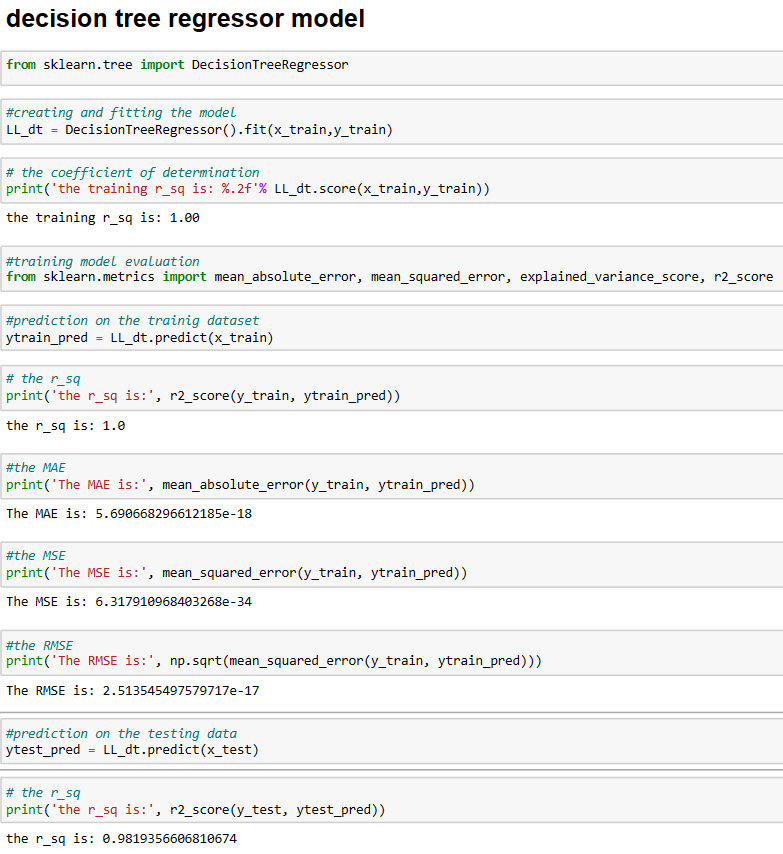 decision tree regressor model
from sklearn.tree import DecisionTreeRegressor
#creating and fitting the model
LL_dt = DecisionTreeRegressor().fit(x_train,y_train)
# the coefficient of determination
print('the training r_sq is: %.2f'% LL_dt.score(x_train,y_train))
the training r_sq is: 1.00
#training model evaluation
from sklearn.metrics import mean_absolute_error, mean_squared_error, explained_variance_score, r2_score
#prediction on the trainig dataset
ytrain_pred = LL_dt.predict(x_train)
# the r_sq
print('the r_sq is:', r2_score(y_train, ytrain_pred))
the r_sq is: 1.0
#the MAE
print('The MAE is:', mean_absolute_error(y_train, ytrain_pred))
The MAE is: 5.690668296612185e-18
#the MSE
print('The MSE is:', mean_squared_error(y_train, ytrain_pred))
The MSE is: 6.317910968403268e-34
#the RMSE
print('The RMSE is:', np.sqrt(mean_squared_error(y_train, ytrain_pred)))
The RMSE is: 2.513545497579717e-17
#prediction on the testing data
ytest_pred = LL_dt.predict(x_test)
# the r_sq
print('the r_sq is:', r2_score(y_test, ytest_pred))
the r_sq is: 0.9819356606810674